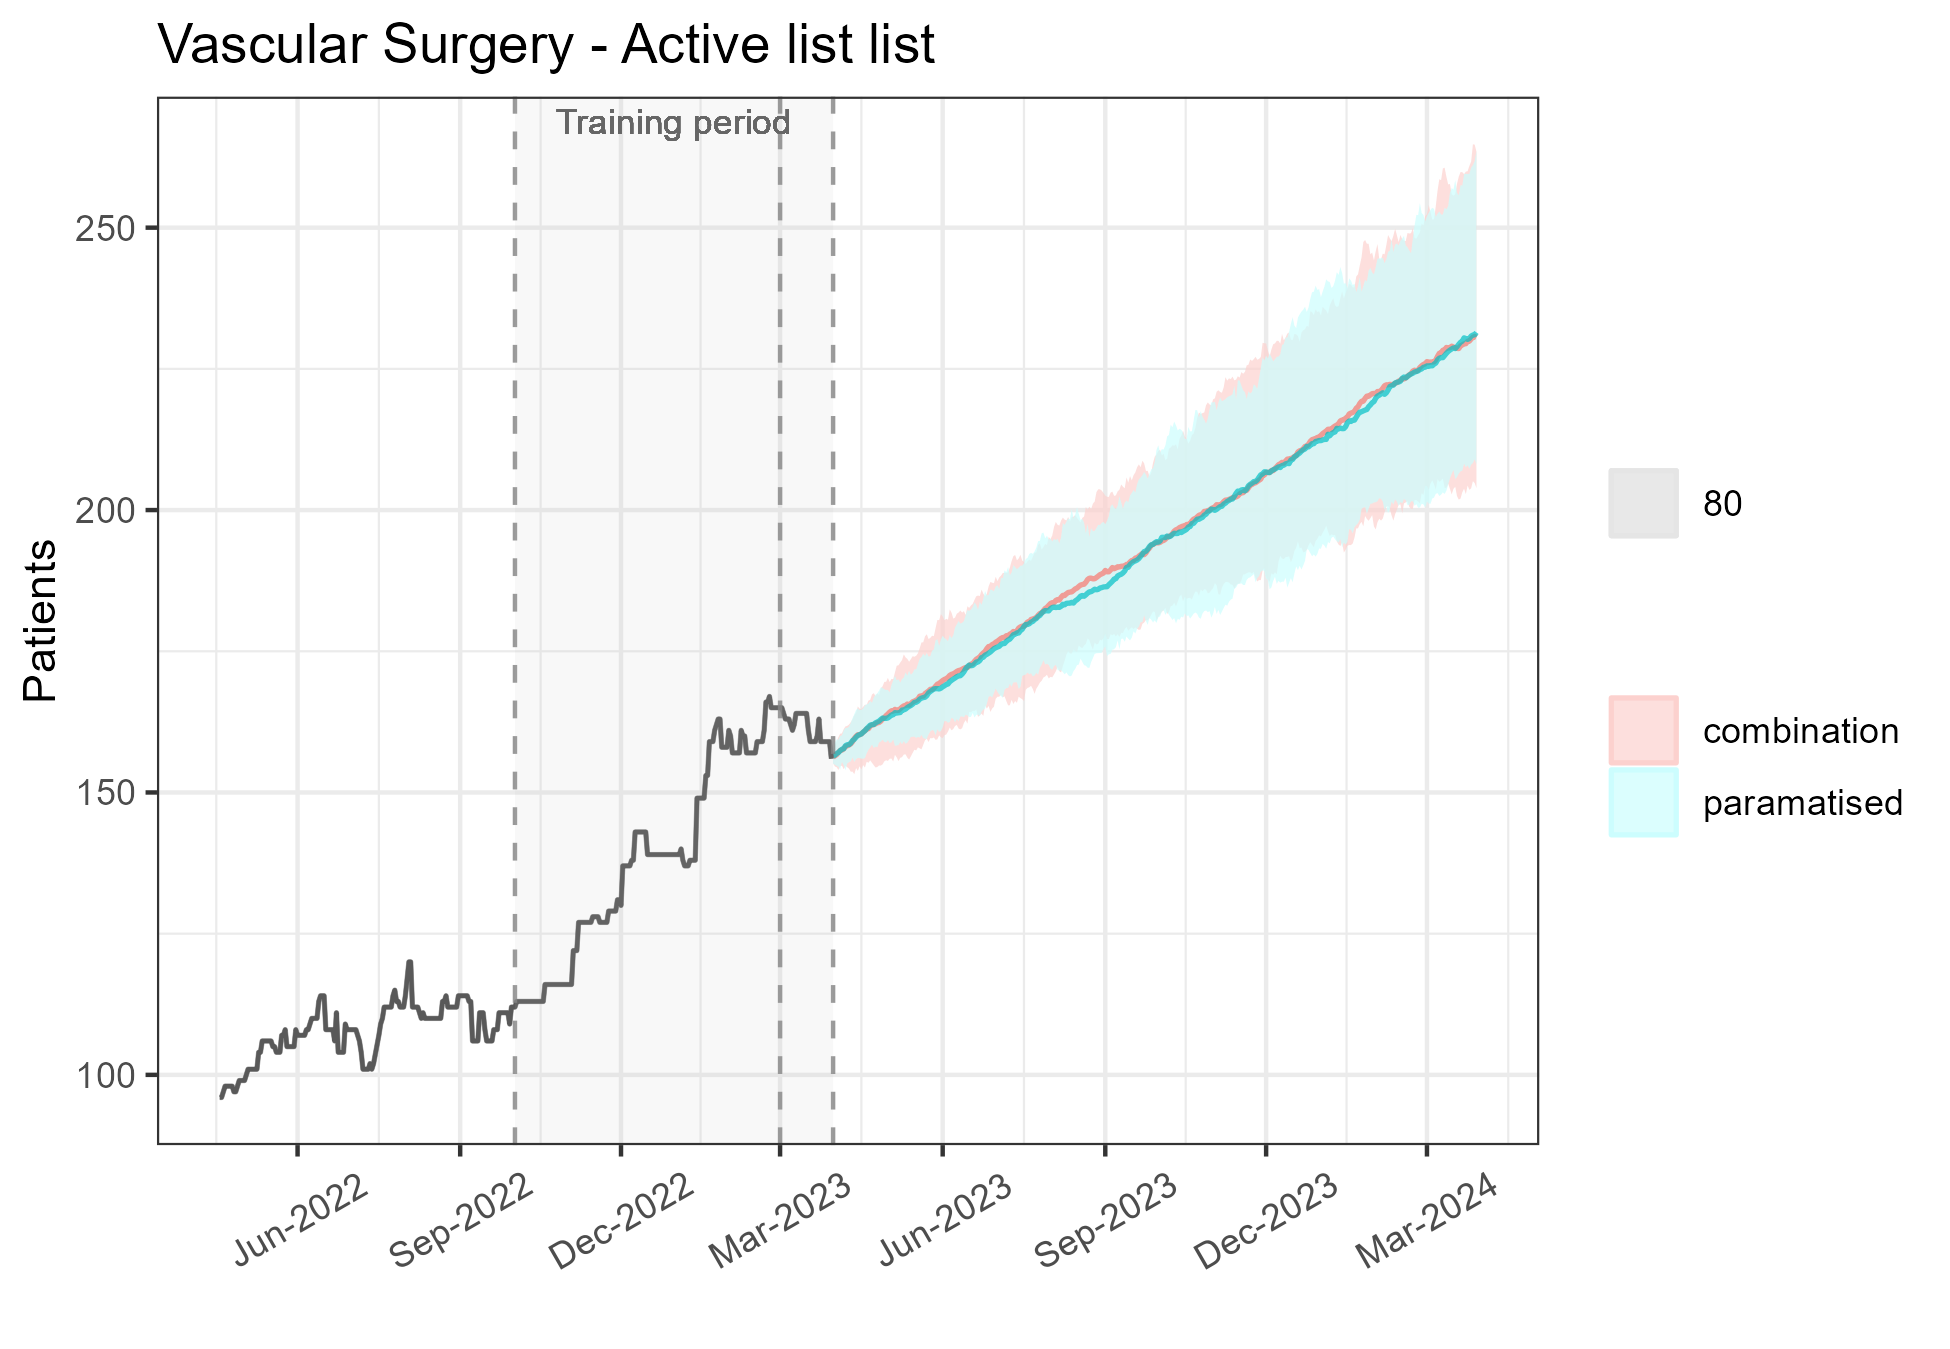 Vascular Surgery - Active list list
Training period
250
200
150
100
Patients
Jun-2022
Sep-2022
Dec-2022
Mar-2023
Jun-2023
Sep-2023
Dec-2023
Mar-2024
80
combination
paramatised